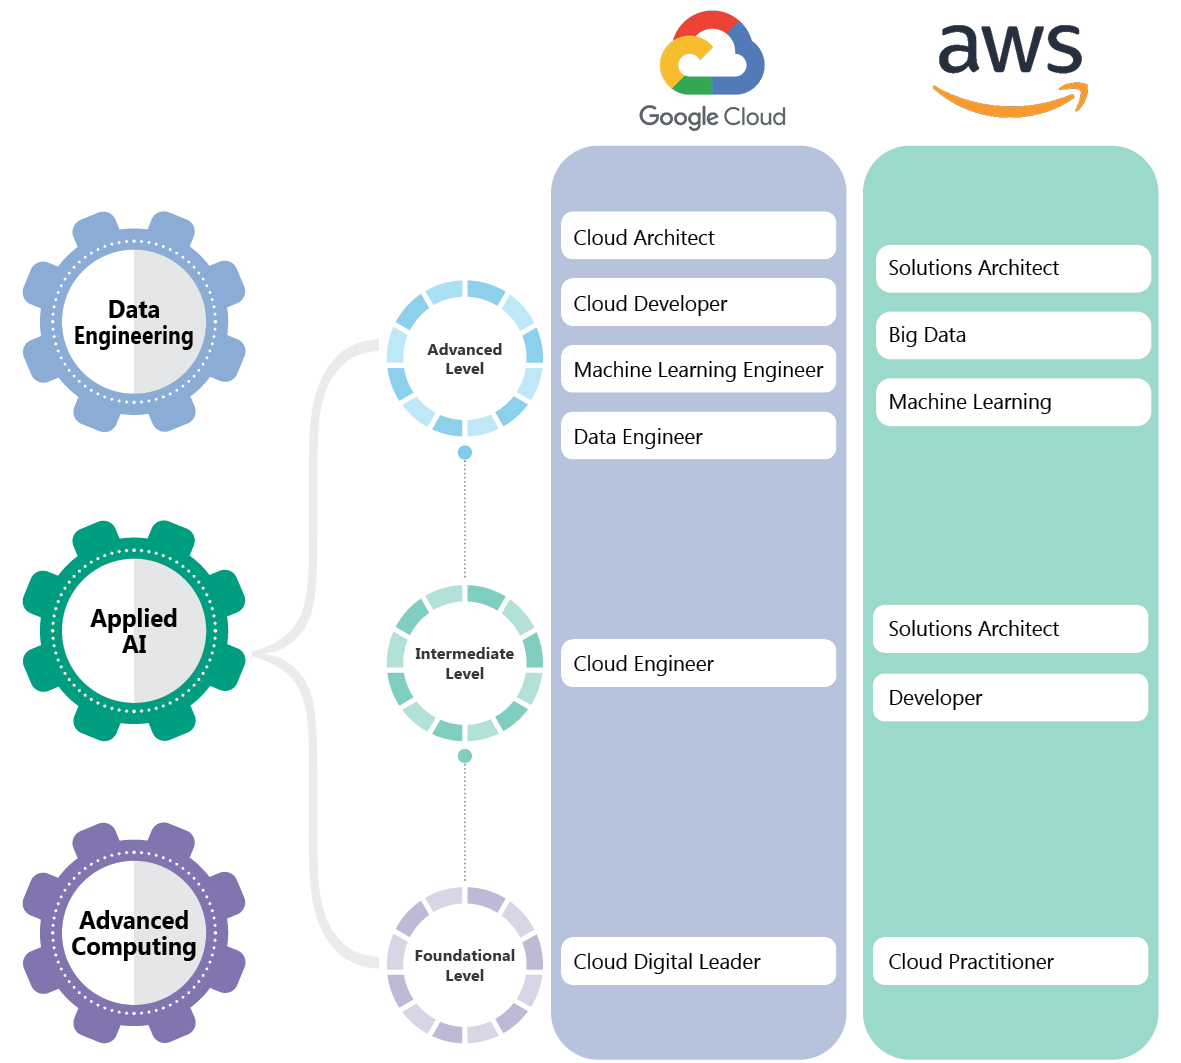 Google Cloud
aws
Data
Engineering
Applied
AI
Advanced
Computing
Advanced
Level
Intermediate
Level
Foundational
Level
Cloud Architect
Cloud Developer
Machine Learning Engineer
Data Engineer
Cloud Engineer
Cloud Digital Leader
Solutions Architect
Big Data
Machine Learning
Solutions Architect
Developer
Cloud Practitioner